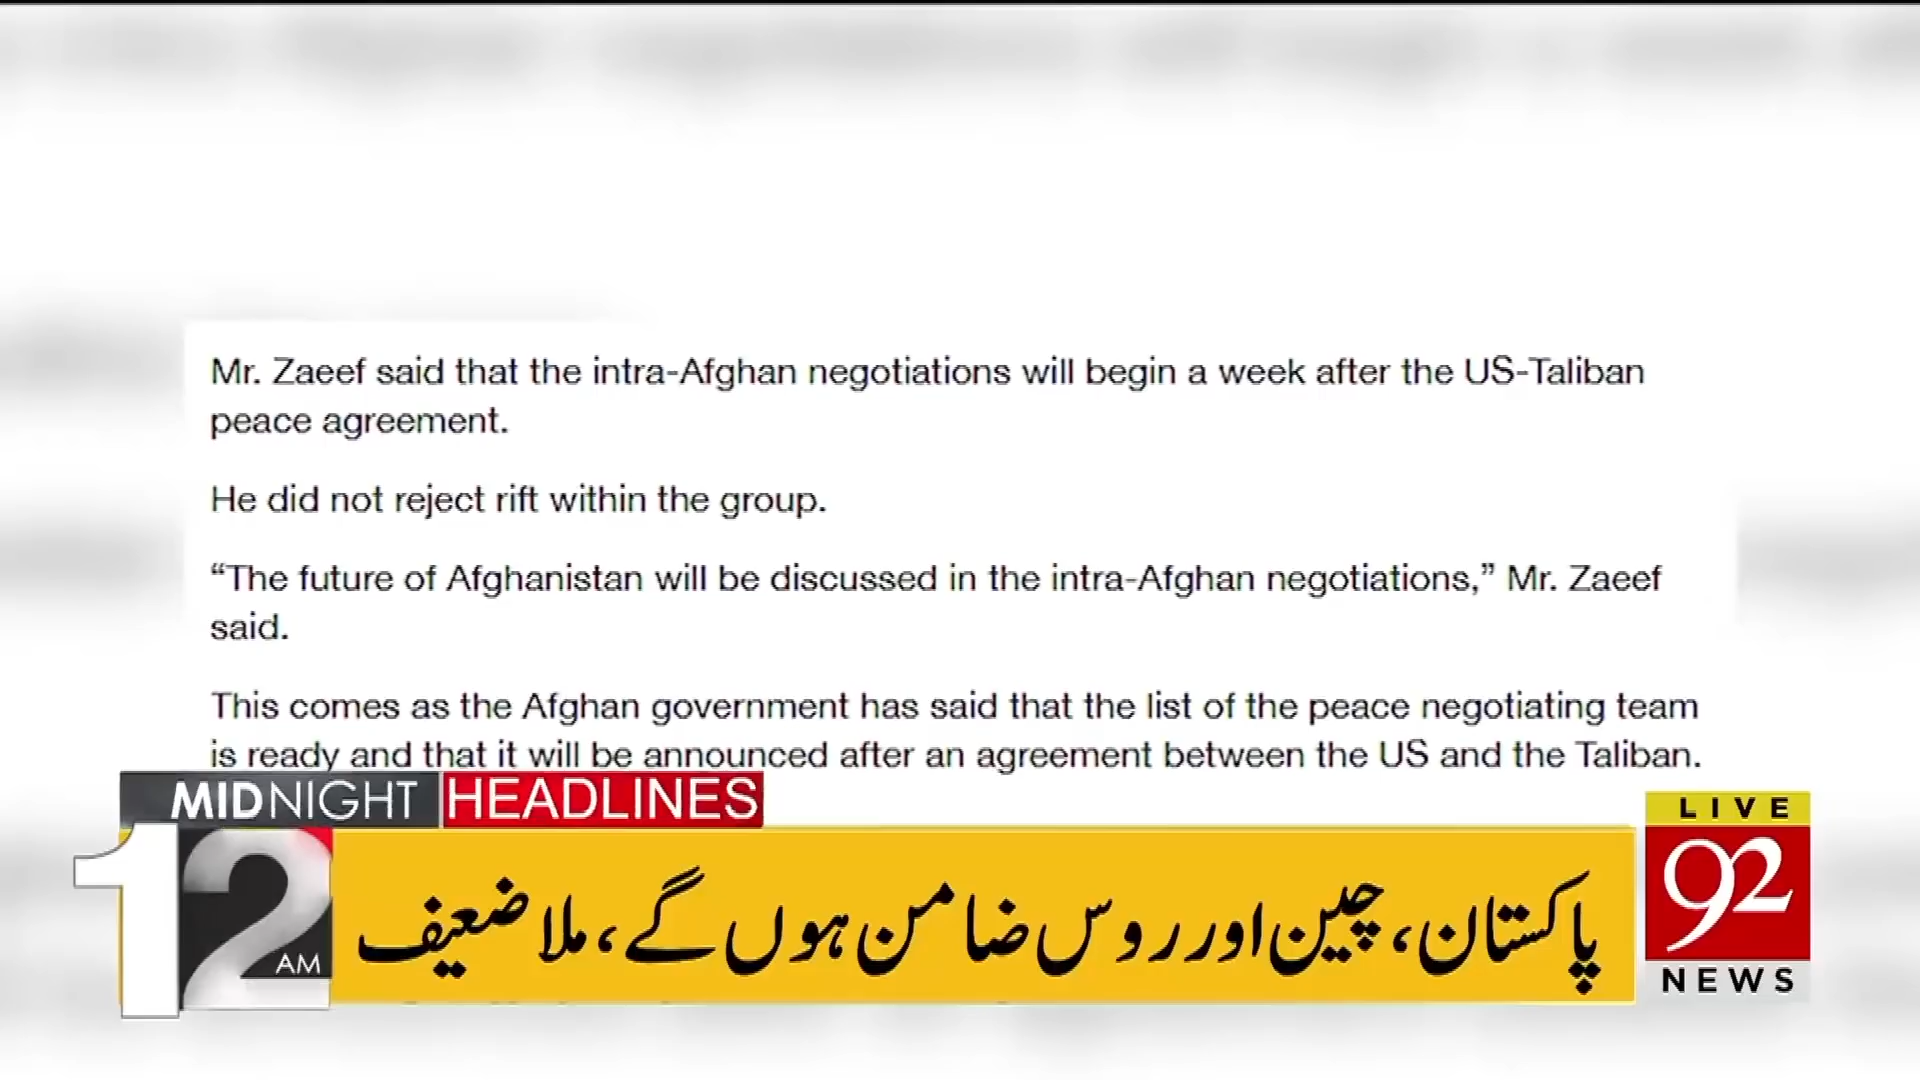 Mr. Zaeef said that the intra-Afghan negotiations will begin a week after the US-Taliban
peace agreement.
He did not reject rift within the group.
“The future of Afghanistan will be discussed in the intra-Afghan negotiations,” Mr. Zaeef
said.
This comes as the Afghan government has said that the list of the peace negotiating team
is ready and that it will be announced after an agreement between the US and the Taliban.
MIDNIGHT HEADLINES
12 AM
پاکستان، چین اور روس ضامن ہوں گے، ملا ضعیف
LIVE
92
NEWS